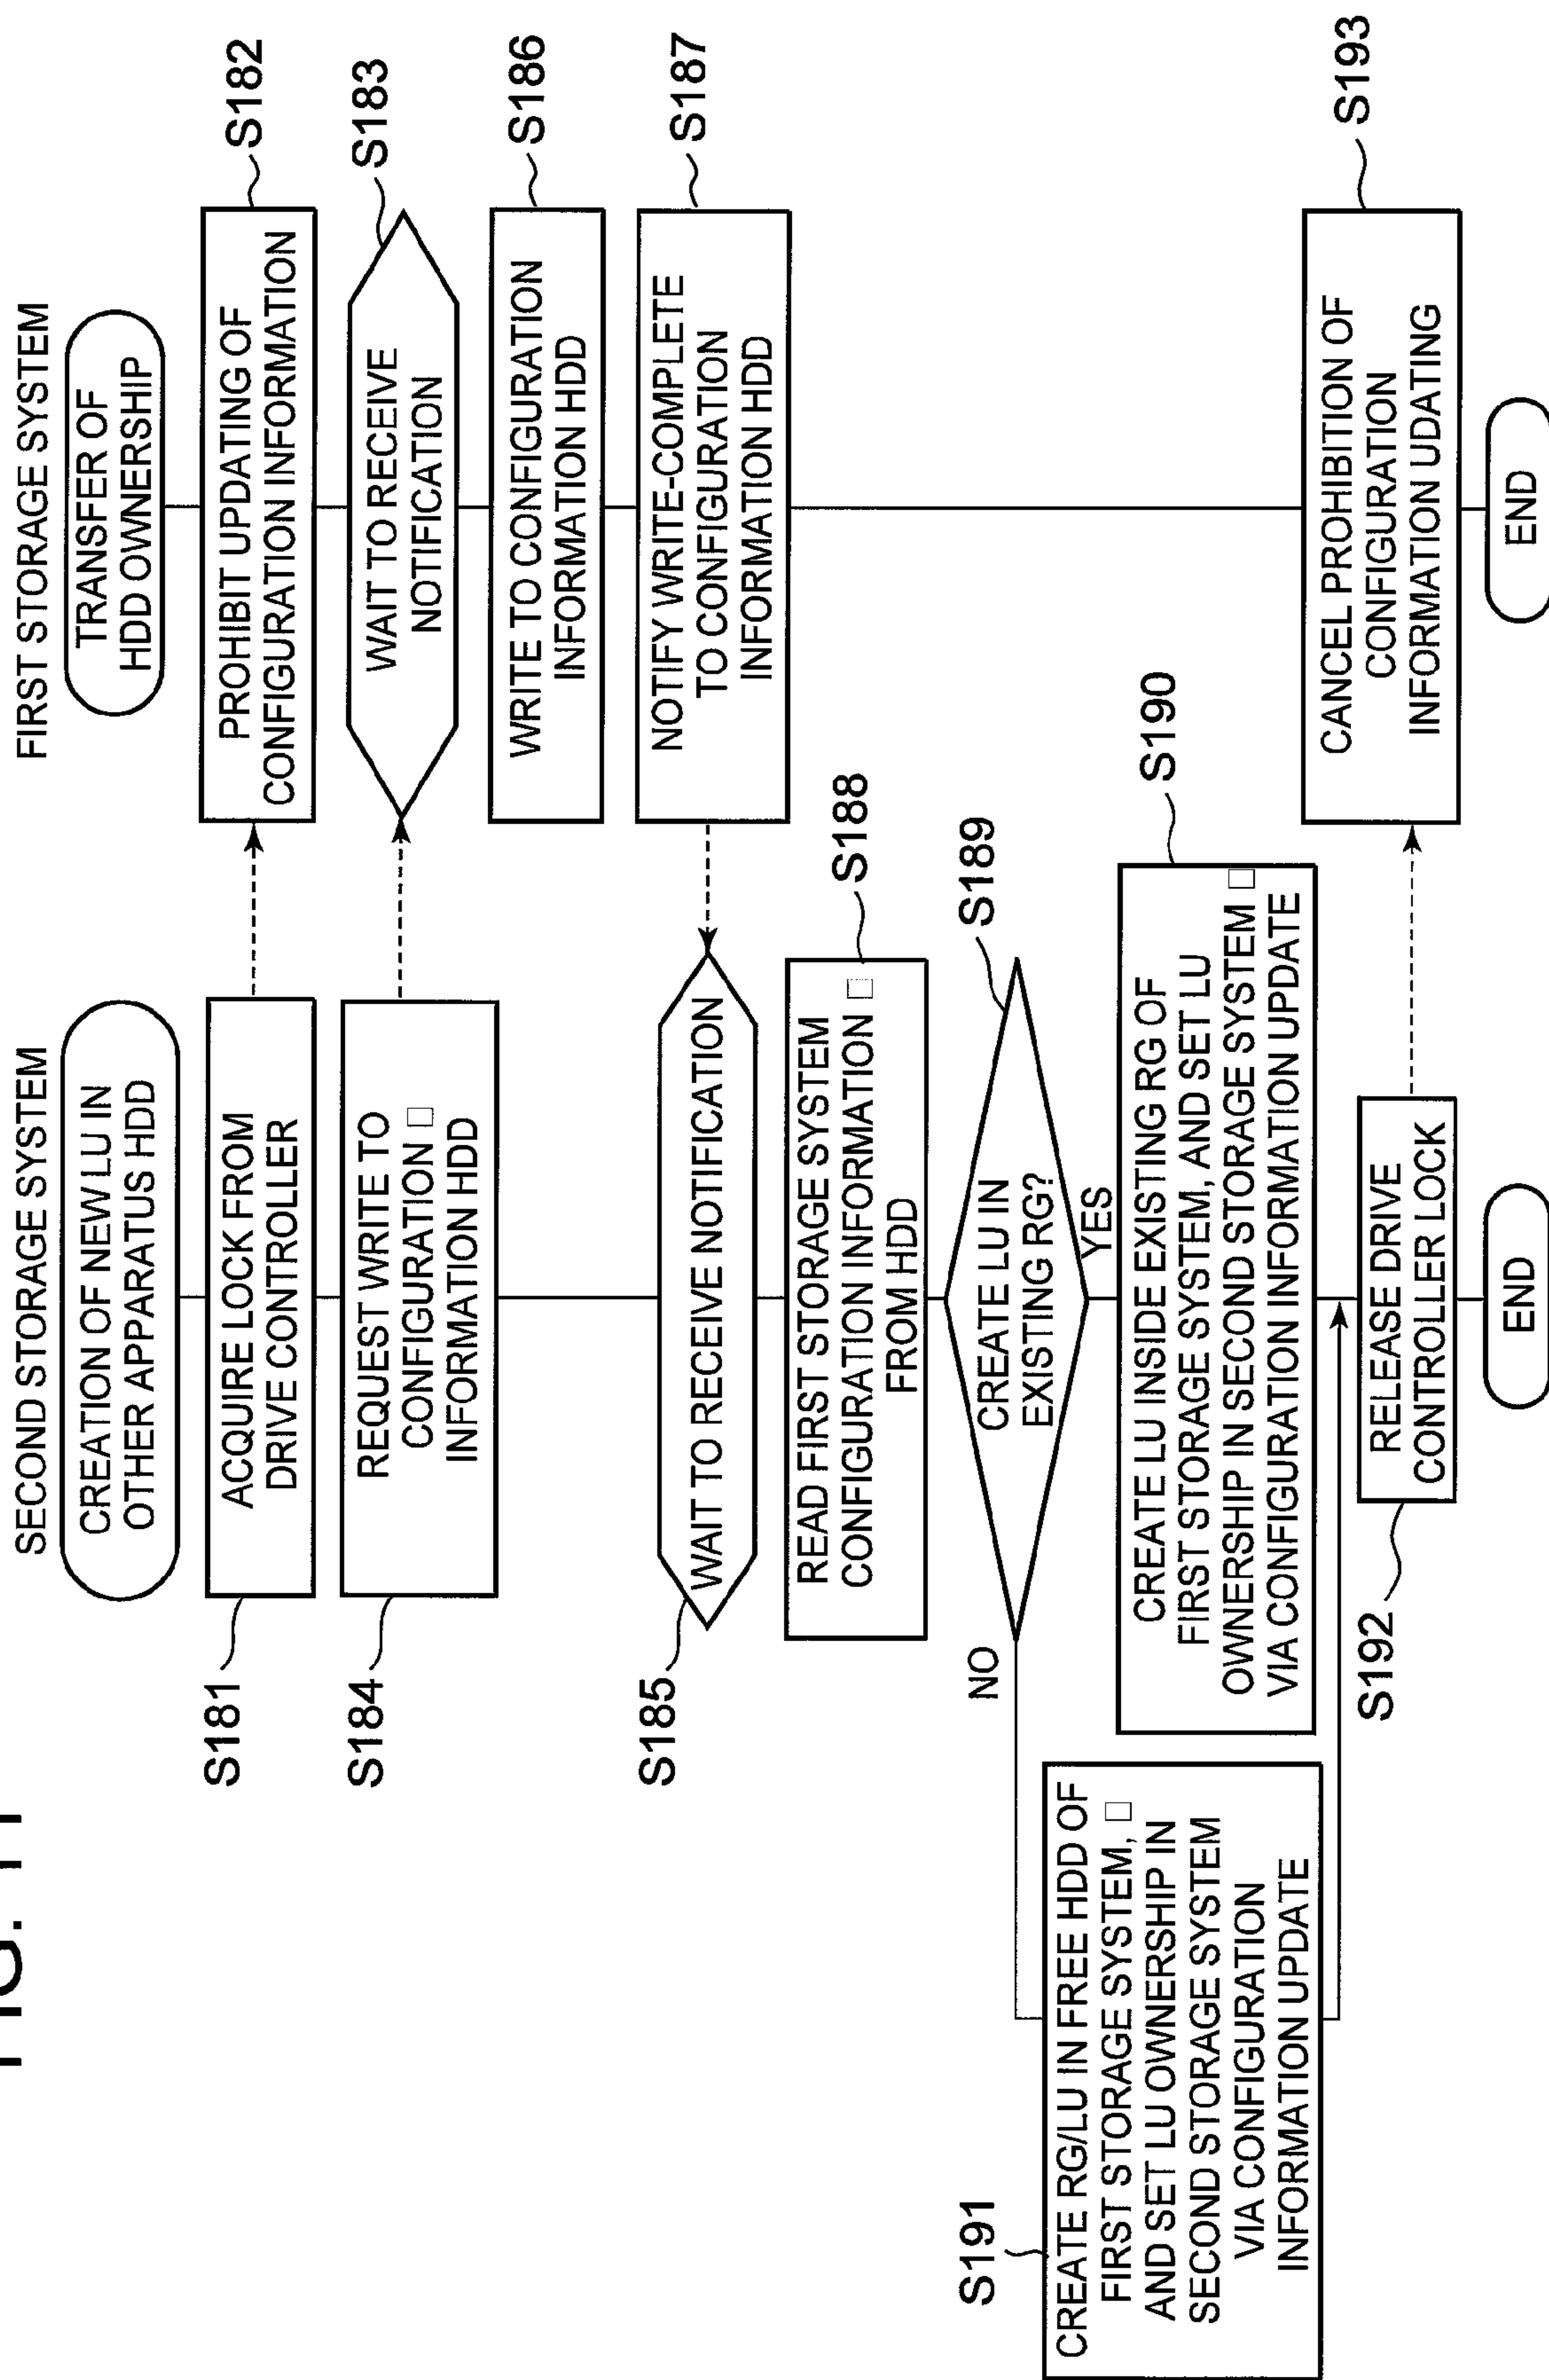 FIG. 11
SECOND STORAGE SYSTEM
CREATION OF NEW LU IN
OTHER APPARATUS HDD
S181
ACQUIRE LOCK FROM
DRIVE CONTROLLER
S184
REQUEST WRITE TO
CONFIGURATION □
INFORMATION HDD
S185
WAIT TO RECEIVE NOTIFICATION
READ FIRST STORAGE SYSTEM
CONFIGURATION INFORMATION □
FROM HDD
S188
CREATE LU IN
EXISTING RG?
S189
NO
YES
S191
CREATE RG/LU IN FREE HDD OF
FIRST STORAGE SYSTEM, □
AND SET LU OWNERSHIP IN
SECOND STORAGE SYSTEM
VIA CONFIGURATION
INFORMATION UPDATE
CREATE LU INSIDE EXISTING RG OF
FIRST STORAGE SYSTEM, AND SET LU
OWNERSHIP IN SECOND STORAGE SYSTEM □
VIA CONFIGURATION INFORMATION UPDATE
S190
S192
RELEASE DRIVE
CONTROLLER LOCK
END
FIRST STORAGE SYSTEM
TRANSFER OF
HDD OWNERSHIP
PROHIBIT UPDATING OF
CONFIGURATION INFORMATION
S182
WAIT TO RECEIVE
NOTIFICATION
S183
WRITE TO CONFIGURATION
INFORMATION HDD
S186
NOTIFY WRITE-COMPLETE
TO CONFIGURATION
INFORMATION HDD
S187
CANCEL PROHIBITION OF
CONFIGURATION
INFORMATION UDATING
S193
END